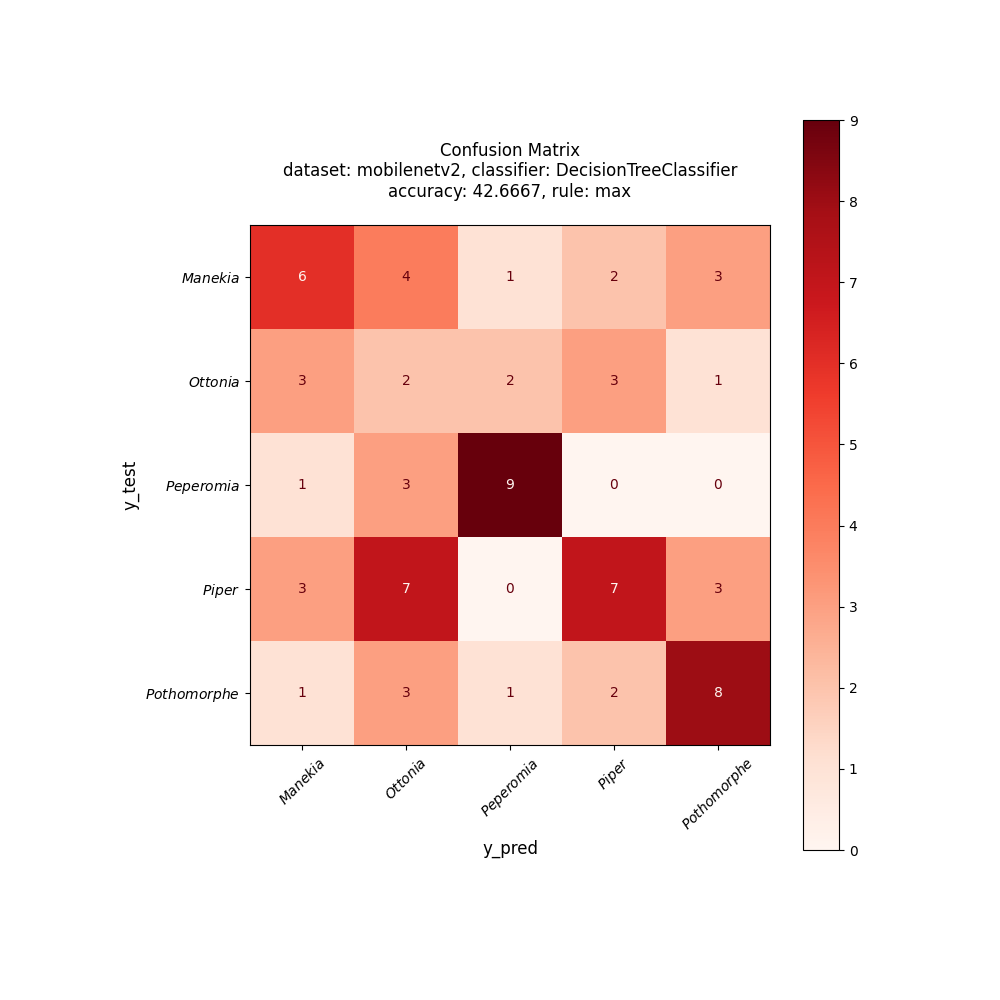 Confusion Matrix
dataset: mobilenetv2, classifier: DecisionTreeClassifier
accuracy: 42.6667, rule: max
y_test
Manekia 6 4 1 2 3
Ottonia 3 2 2 3 1
Peperomia 1 3 9 0 0
Piper 3 7 0 7 3
Pothomorphe 1 3 1 2 8
Manekia Ottonia Peperomia Piper Pothomorphe
y_pred
9
8
7
6
5
4
3
2
1
0